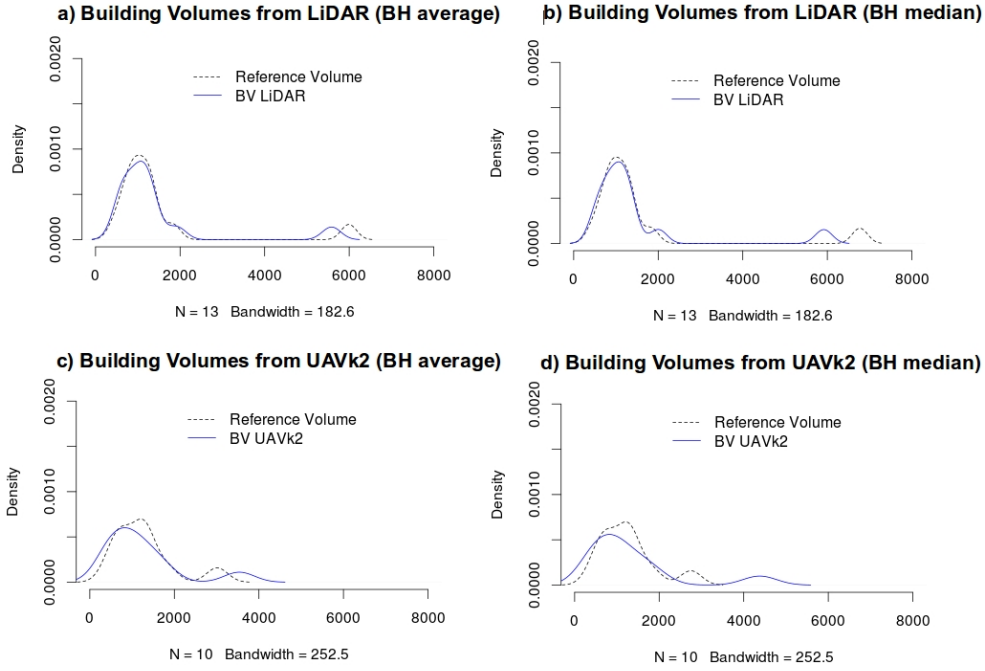 a) Building Volumes from LiDAR (BH average)
Density
0.0000 0.0010 0.0020
Reference Volume
BV LiDAR
0 2000 4000 6000 8000
N = 13 Bandwidth = 182.6
b) Building Volumes from LiDAR (BH median)
Density
0.0000 0.0010 0.0020
Reference Volume
BV LiDAR
0 2000 4000 6000 8000
N = 13 Bandwidth = 182.6
c) Building Volumes from UAVk2 (BH average)
Density
0.0000 0.0010 0.0020
Reference Volume
BV UAVk2
0 2000 4000 6000 8000
N = 10 Bandwidth = 252.5
d) Building Volumes from UAVk2 (BH median)
Density
0.0000 0.0010 0.0020
Reference Volume
BV UAVk2
0 2000 4000 6000 8000
N = 10 Bandwidth = 252.5